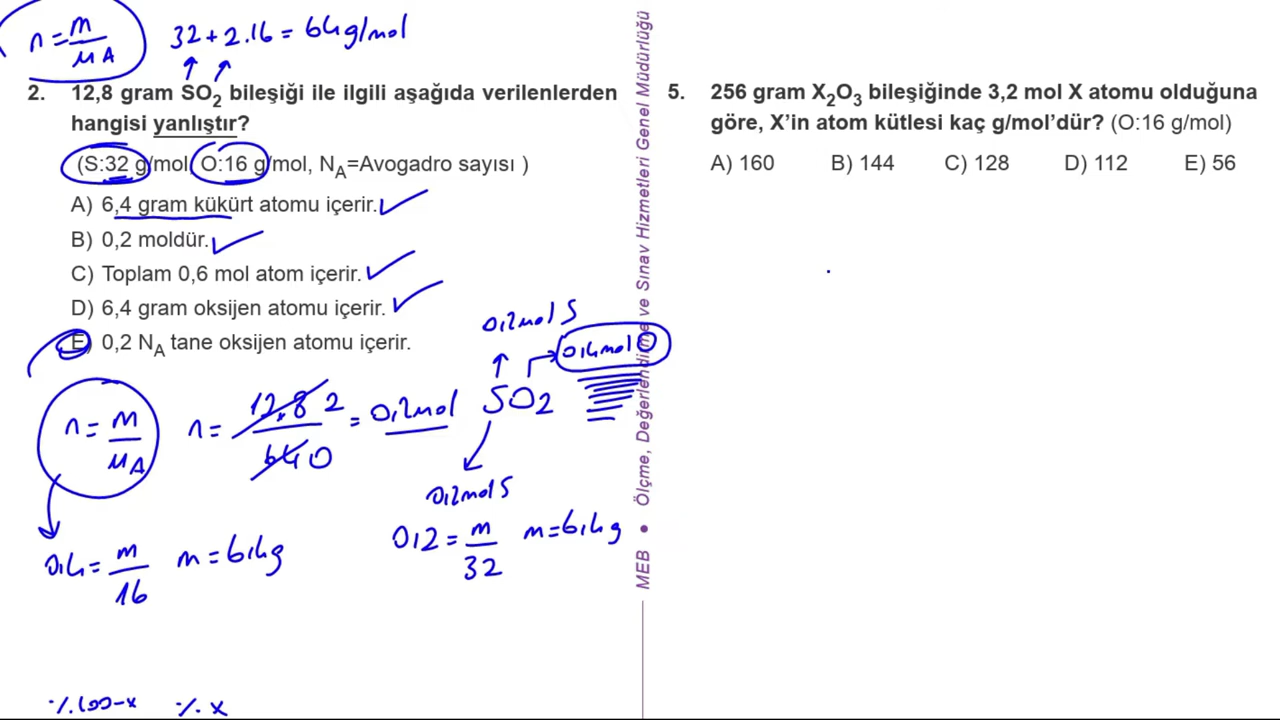 n = m/MA
32 + 2.16 = 64 g/mol
2. 12,8 gram SO2 bileşiği ile ilgili aşağıda verilenlerden
hangisi yanlıştır?
(S:32 g/mol, O:16 g/mol, NA=Avogadro sayısı )
A) 6,4 gram kükürt atomu içerir.
B) 0,2 moldür.
C) Toplam 0,6 mol atom içerir.
D) 6,4 gram oksijen atomu içerir.
E) 0,2 NA tane oksijen atomu içerir.
0,2 mol S
0,4 mol O
n = m/MA
n = 12,8 2/64 0 = 0,2 mol
SO2
0,2 mol S
0,2 = m/32 m = 6,4 g
0,4 = m/16 m = 6,4 g
%100-x %x
MEB ● Ölçme, Değerlendirme ve Sınav Hizmetleri Genel Müdürlüğü
5. 256 gram X2O3 bileşiğinde 3,2 mol X atomu olduğuna
göre, X’in atom kütlesi kaç g/mol’dür? (O:16 g/mol)
A) 160 B) 144 C) 128 D) 112 E) 56